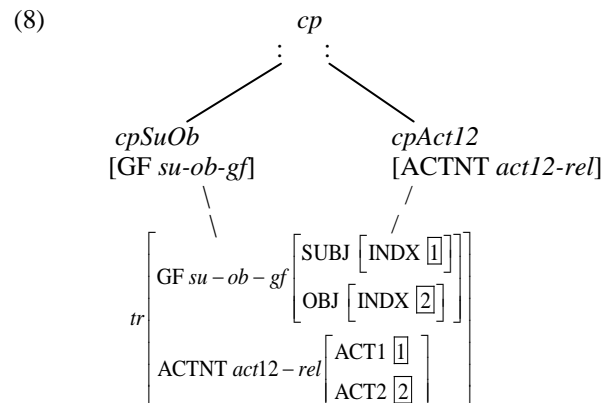 (8) cp
: :
cpSuOb cpAct12
[GF su-ob-gf] [ACTNT act12-rel]
SUBJ [INDX 1]
GF su – ob – gf
OBJ [INDX 2]
tr
ACT1 1
ACTNT act12 – rel
ACT2 2